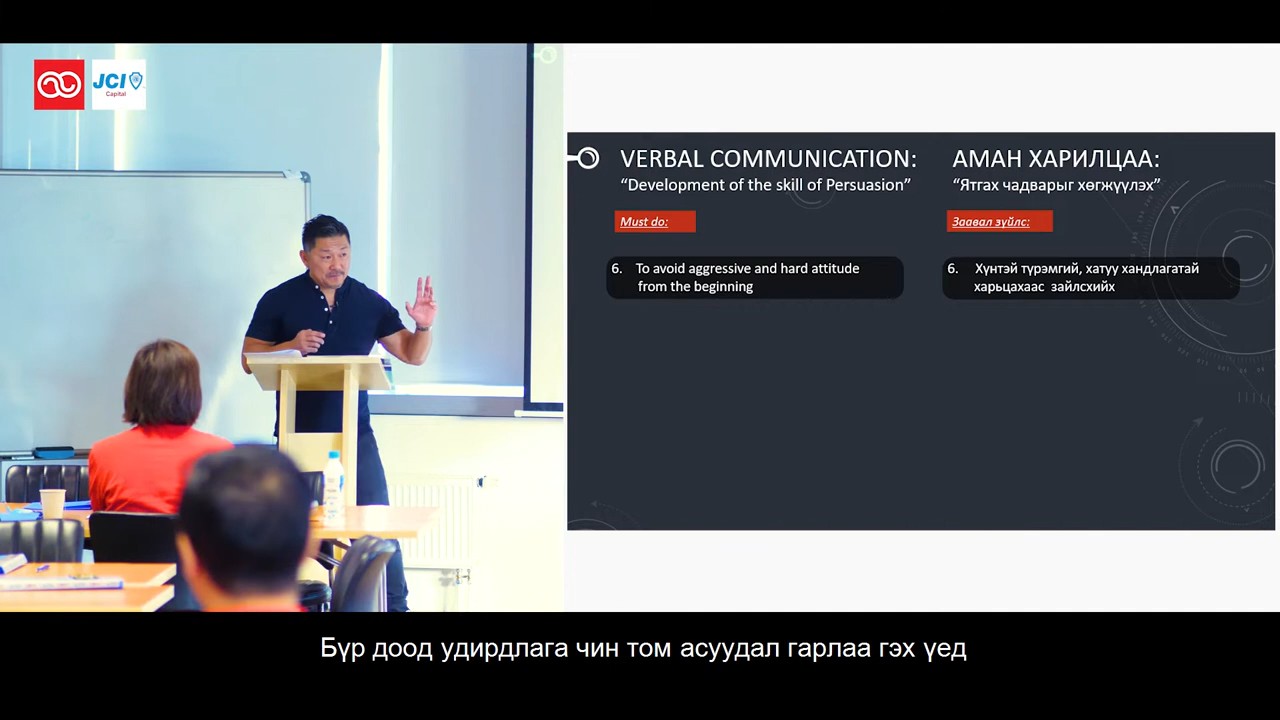 JCI
Capital
VERBAL COMMUNICATION:
“Development of the skill of Persuasion”
Must do:
6. To avoid aggressive and hard attitude
from the beginning
АМАН ХАРИЛЦАА:
“Ятгах чадварыг хөгжүүлэх”
Заавал зүйлс:
6. Хүнтэй түрэмгий, хатуу хандлагатай
харьцахаас зайлсхийх
Бүр доод удирдлага чин том асуудал гарлаа гэх үед